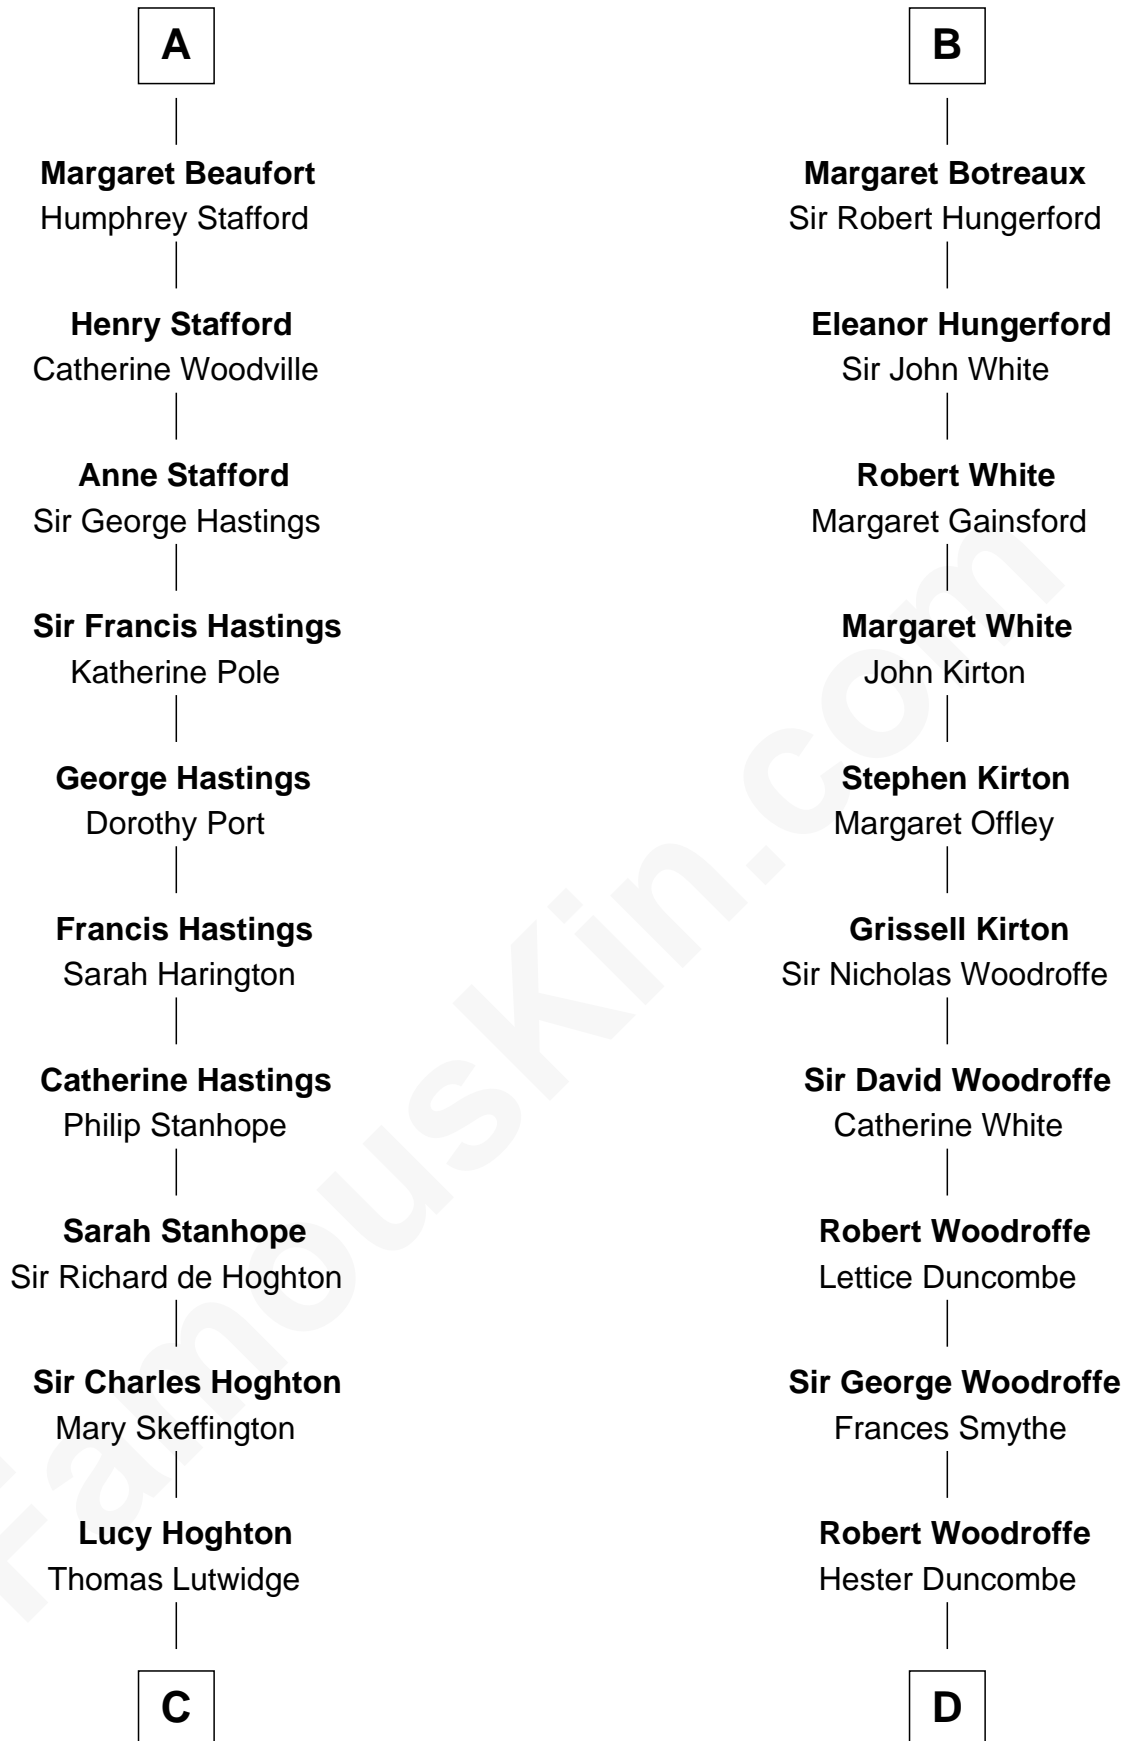 A
Margaret Beaufort
Humphrey Stafford
Henry Stafford
Catherine Woodville
Anne Stafford
Sir George Hastings
Sir Francis Hastings
Katherine Pole
George Hastings
Dorothy Port
Francis Hastings
Sarah Harington
Catherine Hastings
Philip Stanhope
Sarah Stanhope
Sir Richard de Hoghton
Sir Charles Hoghton
Mary Skeffington
Lucy Hoghton
Thomas Lutwidge
C
B
Margaret Botreaux
Sir Robert Hungerford
Eleanor Hungerford
Sir John White
Robert White
Margaret Gainsford
Margaret White
John Kirton
Stephen Kirton
Margaret Offley
Grissell Kirton
Sir Nicholas Woodroffe
Sir David Woodroffe
Catherine White
Robert Woodroffe
Lettice Duncombe
Sir George Woodroffe
Frances Smythe
Robert Woodroffe
Hester Duncombe
D
FamousKin.com